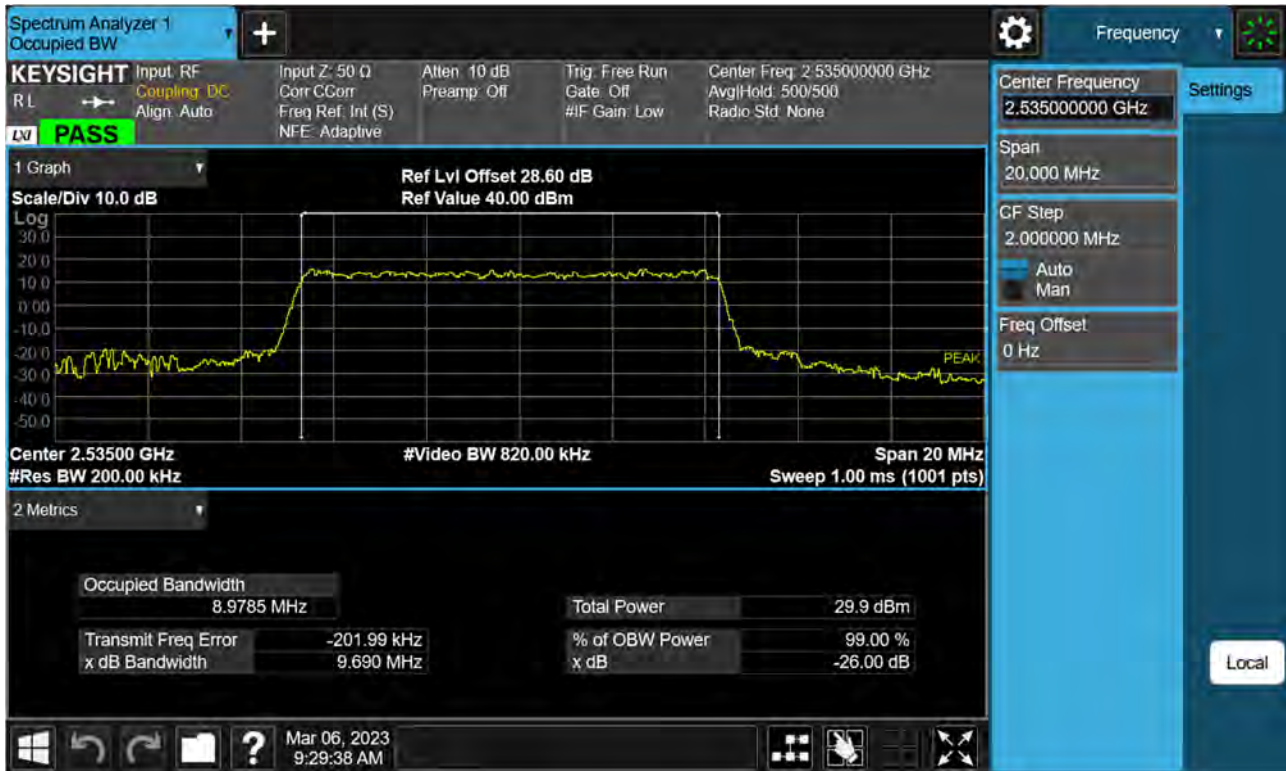 Spectrum Analyzer 1
Occupied BW
Frequency
KEYSIGHT
R L
LXI
PASS
Input: RF
Coupling: DC
Align: Auto
Input Z: 50 Ω
Corr CCorr
Freq Ref: Int (S)
NFE: Adaptive
Atten: 10 dB
Preamp: Off
Trig: Free Run
Gate: Off
#IF Gain: Low
Center Freq: 2.535000000 GHz
Avg|Hold: 500/500
Radio Std: None
Center Frequency
2.535000000 GHz
Settings
Span
20.000 MHz
CF Step
2.000000 MHz
Auto
Man
Freq Offset
0 Hz
Local
1 Graph
Scale/Div 10.0 dB
Ref Lvl Offset 28.60 dB
Ref Value 40.00 dBm
Log
30.0
20.0
10.0
0.00
-10.0
-20.0
-30.0
-40.0
-50.0
PEAK
Center 2.53500 GHz
#Video BW 820.00 kHz
Span 20 MHz
#Res BW 200.00 kHz
Sweep 1.00 ms (1001 pts)
2 Metrics
Occupied Bandwidth
8.9785 MHz
Total Power 29.9 dBm
Transmit Freq Error -201.99 kHz
% of OBW Power 99.00 %
x dB Bandwidth 9.690 MHz
x dB -26.00 dB
?
Mar 06, 2023
9:29:38 AM